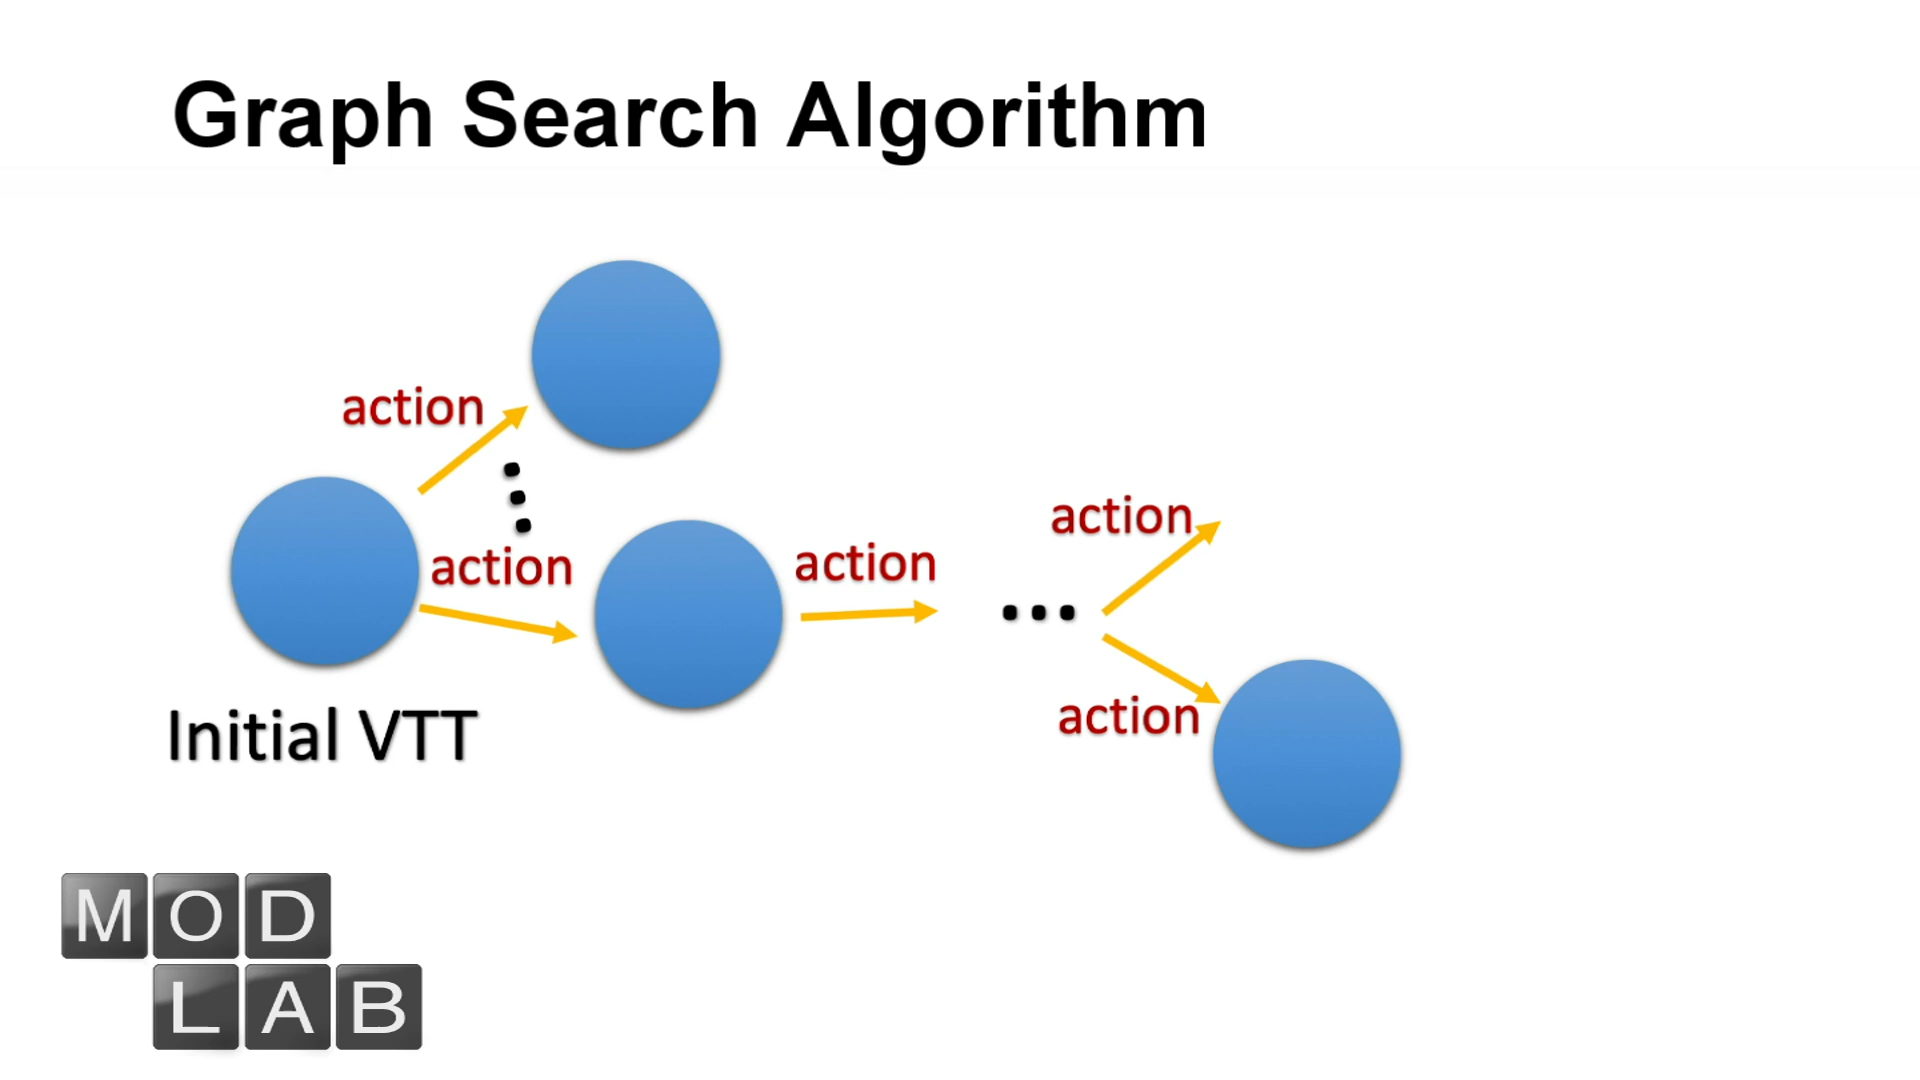 Graph Search Algorithm
action
action
action
action
action
Initial VTT
MOD
LAB